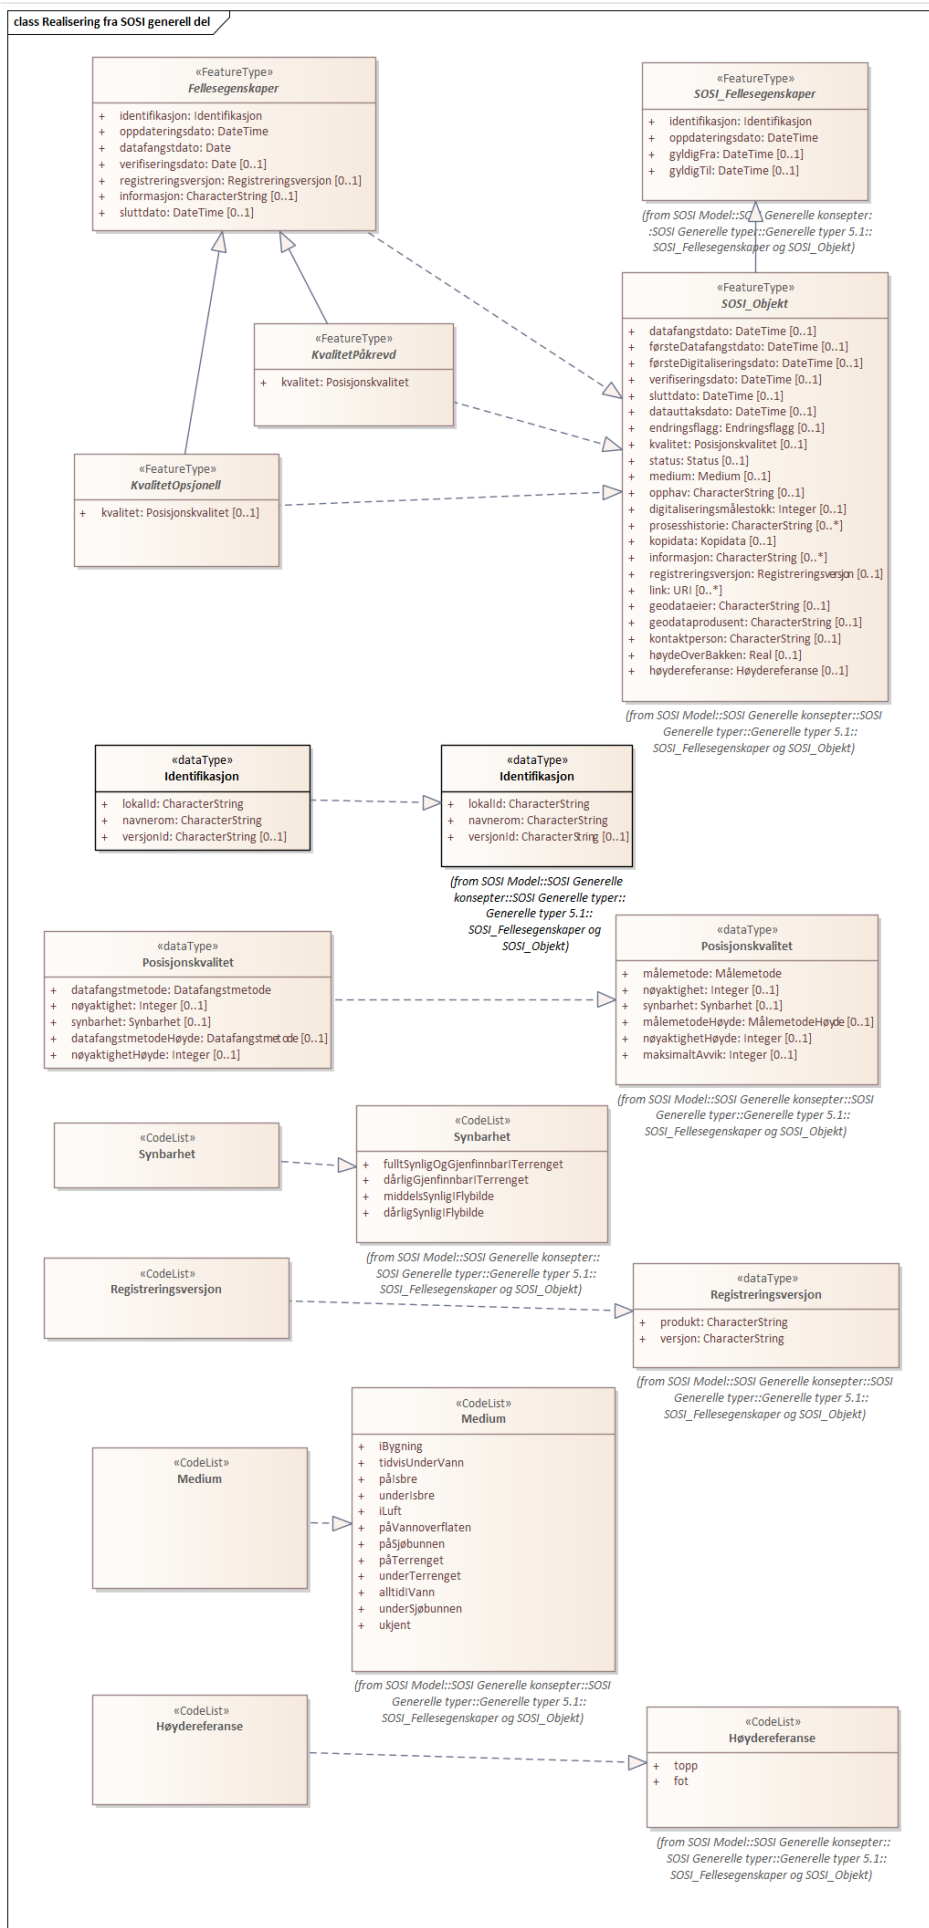 class Realisering fra SOSI generell del
«FeatureType»
Fellesegenskaper
+ identifikasjon: Identifikasjon
+ oppdateringsdato: DateTime
+ datafangstdato: Date
+ verifiseringsdato: Date [0..1]
+ registreringsversjon: Registreringsversjon [0..1]
+ informasjon: CharacterString [0..1]
+ sluttdato: DateTime [0..1]
«FeatureType»
SOSI_Fellesegenskaper
+ identifikasjon: Identifikasjon
+ oppdateringsdato: DateTime
+ gyldigFra: DateTime [0..1]
+ gyldigTil: DateTime [0..1]
(from SOSI Model::SOSI Generelle konsepter:
:SOSI Generelle typer::Generelle typer 5.1::
SOSI_Fellesegenskaper og SOSI_Objekt)
«FeatureType»
KvalitetPåkrevd
+ kvalitet: Posisjonskvalitet
«FeatureType»
KvalitetOpsjonell
+ kvalitet: Posisjonskvalitet [0..1]
«FeatureType»
SOSI_Objekt
+ datafangstdato: DateTime [0..1]
+ førsteDatafangstdato: DateTime [0..1]
+ førsteDigitaliseringsdato: DateTime [0..1]
+ verifiseringsdato: DateTime [0..1]
+ sluttdato: DateTime [0..1]
+ datauttaksdato: DateTime [0..1]
+ endringsflagg: Endringsflagg [0..1]
+ kvalitet: Posisjonskvalitet [0..1]
+ status: Status [0..1]
+ medium: Medium [0..1]
+ opphav: CharacterString [0..1]
+ digitaliseringsmålestokk: Integer [0..1]
+ prosesshistorie: CharacterString [0..*]
+ kopidata: Kopidata [0..1]
+ informasjon: CharacterString [0..*]
+ registreringsversjon: Registreringsversjon [0..1]
+ link: URI [0..*]
+ geodataeier: CharacterString [0..1]
+ geodataprodusent: CharacterString [0..1]
+ kontaktperson: CharacterString [0..1]
+ høydeOverBakken: Real [0..1]
+ høydereferanse: Høydereferanse [0..1]
(from SOSI Model::SOSI Generelle konsepter::SOSI
Generelle typer::Generelle typer 5.1::
SOSI_Fellesegenskaper og SOSI_Objekt)
«dataType»
Identifikasjon
+ lokalId: CharacterString
+ navnerom: CharacterString
+ versjonId: CharacterString [0..1]
«dataType»
Identifikasjon
+ lokalId: CharacterString
+ navnerom: CharacterString
+ versjonId: CharacterString [0..1]
(from SOSI Model::SOSI Generelle
konsepter::SOSI Generelle typer::
Generelle typer 5.1::
SOSI_Fellesegenskaper og
SOSI_Objekt)
«dataType»
Posisjonskvalitet
+ datafangstmetode: Datafangstmetode
+ nøyaktighet: Integer [0..1]
+ synbarhet: Synbarhet [0..1]
+ datafangstmetodeHøyde: Datafangstmetode [0..1]
+ nøyaktighetHøyde: Integer [0..1]
«dataType»
Posisjonskvalitet
+ målemetode: Målemetode
+ nøyaktighet: Integer [0..1]
+ synbarhet: Synbarhet [0..1]
+ målemetodeHøyde: MålemetodeHøyde [0..1]
+ nøyaktighetHøyde: Integer [0..1]
+ maksimaltAvvik: Integer [0..1]
(from SOSI Model::SOSI Generelle konsepter::SOSI
Generelle typer::Generelle typer 5.1::
SOSI_Fellesegenskaper og SOSI_Objekt)
«CodeList»
Synbarhet
«CodeList»
Synbarhet
+ fulltSynligOgGjenfinnbarITerrenget
+ dårligGjenfinnbarITerrenget
+ middelsSynligIFlybilde
+ dårligSynligIFlybilde
(from SOSI Model::SOSI Generelle konsepter::
SOSI Generelle typer::Generelle typer 5.1::
SOSI_Fellesegenskaper og SOSI_Objekt)
«CodeList»
Registreringsversjon
«dataType»
Registreringsversjon
+ produkt: CharacterString
+ versjon: CharacterString
(from SOSI Model::SOSI Generelle konsepter::SOSI
Generelle typer::Generelle typer 5.1::
SOSI_Fellesegenskaper og SOSI_Objekt)
«CodeList»
Medium
«CodeList»
Medium
+ iBygning
+ tidvisUnderVann
+ påIsbre
+ underIsbre
+ iLuft
+ påVannoverflaten
+ påSjøbunnen
+ påTerrenget
+ underTerrenget
+ alltidIVann
+ underSjøbunnen
+ ukjent
(from SOSI Model::SOSI Generelle konsepter::SOSI
Generelle typer::Generelle typer 5.1::
SOSI_Fellesegenskaper og SOSI_Objekt)
«CodeList»
Høydereferanse
«CodeList»
Høydereferanse
+ topp
+ fot
(from SOSI Model::SOSI Generelle konsepter::
SOSI Generelle typer::Generelle typer 5.1::
SOSI_Fellesegenskaper og SOSI_Objekt)